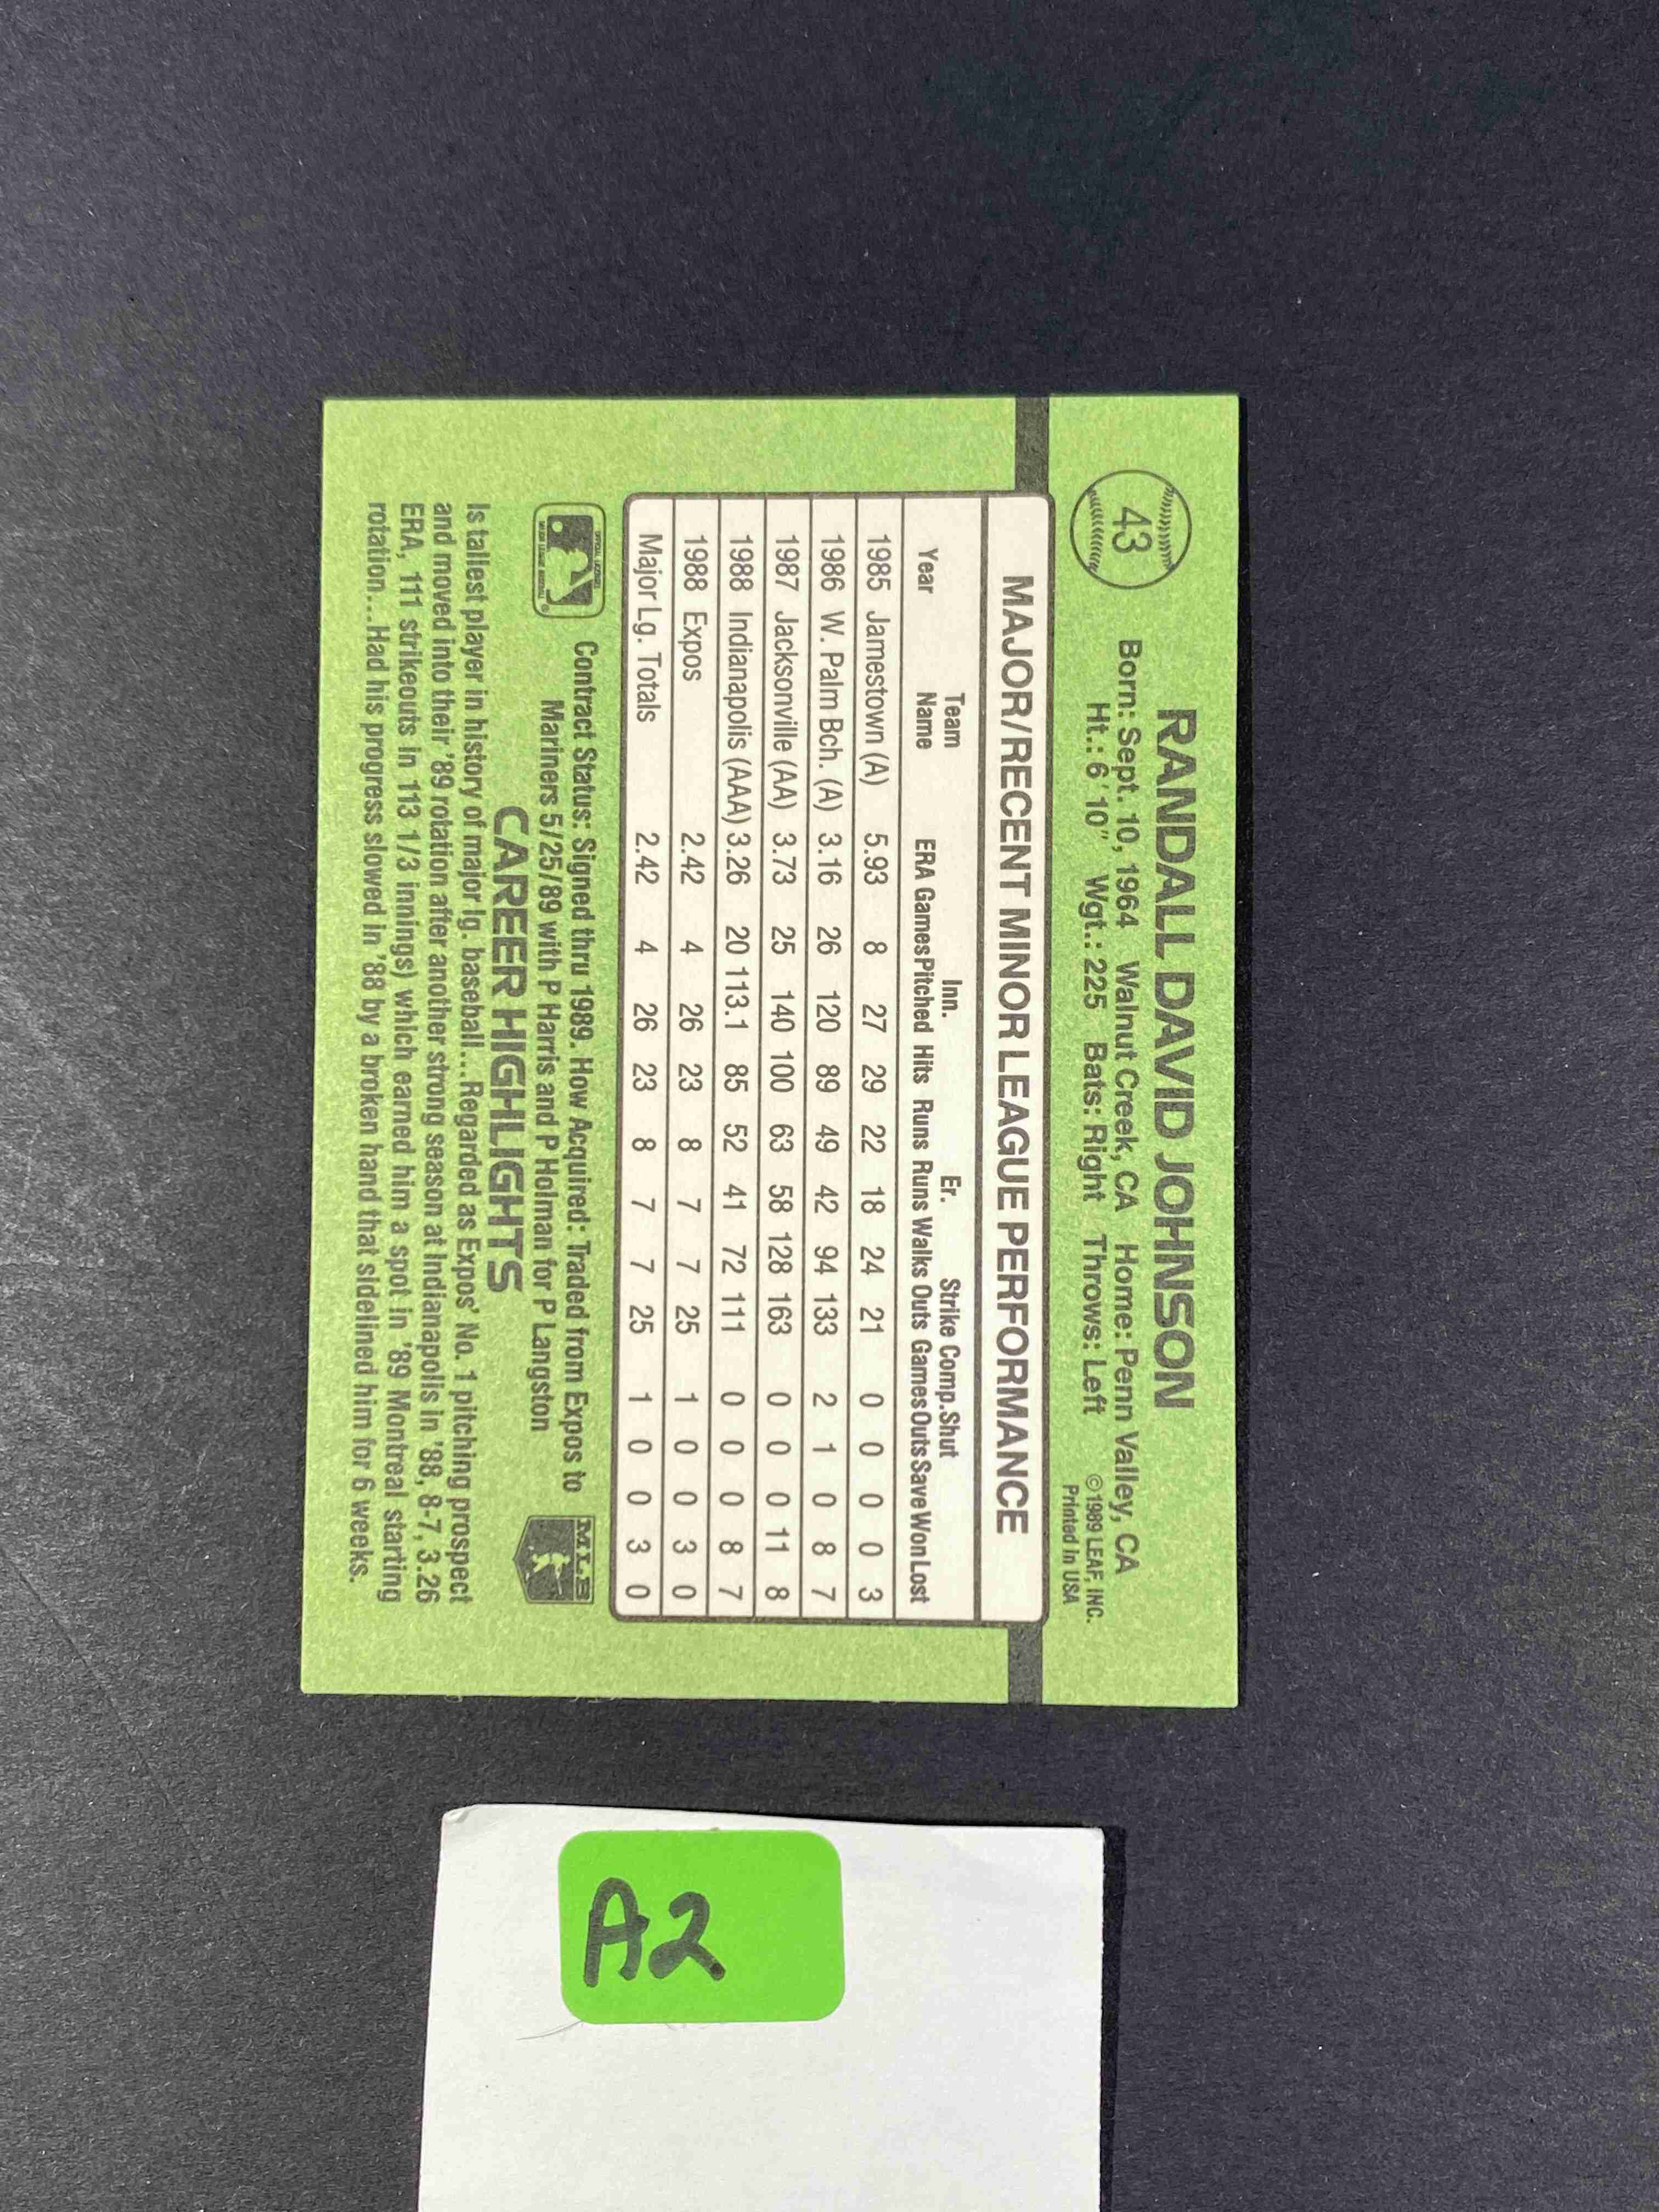 43
RANDALL DAVID JOHNSON
Born: Sept. 10, 1964 Walnut Creek, CA Home: Penn Valley, CA
Ht.: 6'10" Wgt.: 225 Bats: Right Throws: Left
©1989 LEAF, INC.
Printed In USA
MAJOR/RECENT MINOR LEAGUE PERFORMANCE
Team Inn. Er. Strike Comp. Shut
Year Name ERA Games Pitched Hits Runs Runs Walks Outs Games Outs Save Won Lost
1985 Jamestown (A) 5.93 8 27 29 22 18 24 21 0 0 0 0 3
1986 W. Palm Bch. (A) 3.16 26 120 89 49 42 94 133 2 1 0 8 7
1987 Jacksonville (AA) 3.73 25 140 100 63 58 128 163 0 0 0 11 8
1988 Indianapolis (AAA) 3.26 20 113.1 85 52 41 72 111 0 0 0 8 7
1988 Expos 2.42 4 26 23 8 7 7 25 1 0 0 3 0
Major Lg. Totals 2.42 4 26 23 8 7 7 25 1 0 0 3 0
Contract Status: Signed thru 1989. How Acquired: Traded from Expos to
Mariners 5/25/89 with P Harris and P Holman for P Langston
MLB
CAREER HIGHLIGHTS
Is tallest player in history of major lg. baseball...Regarded as Expos' No. 1 pitching prospect
and moved into their '89 rotation after another strong season at Indianapolis in '88, 8-7, 3.26
ERA, 111 strikeouts in 113 1/3 innings) which earned him a spot in '89 Montreal starting
rotation...Had his progress slowed in '88 by a broken hand that sidelined him for 6 weeks.
A2